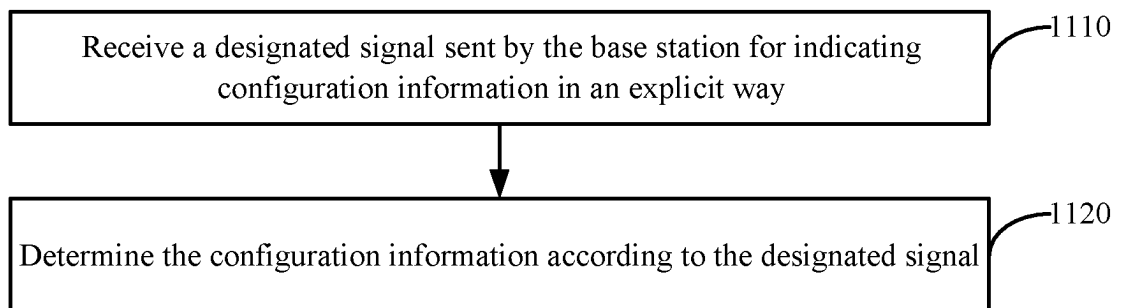 Receive a designated signal sent by the base station for indicating
configuration information in an explicit way
1110
Determine the configuration information according to the designated signal
1120